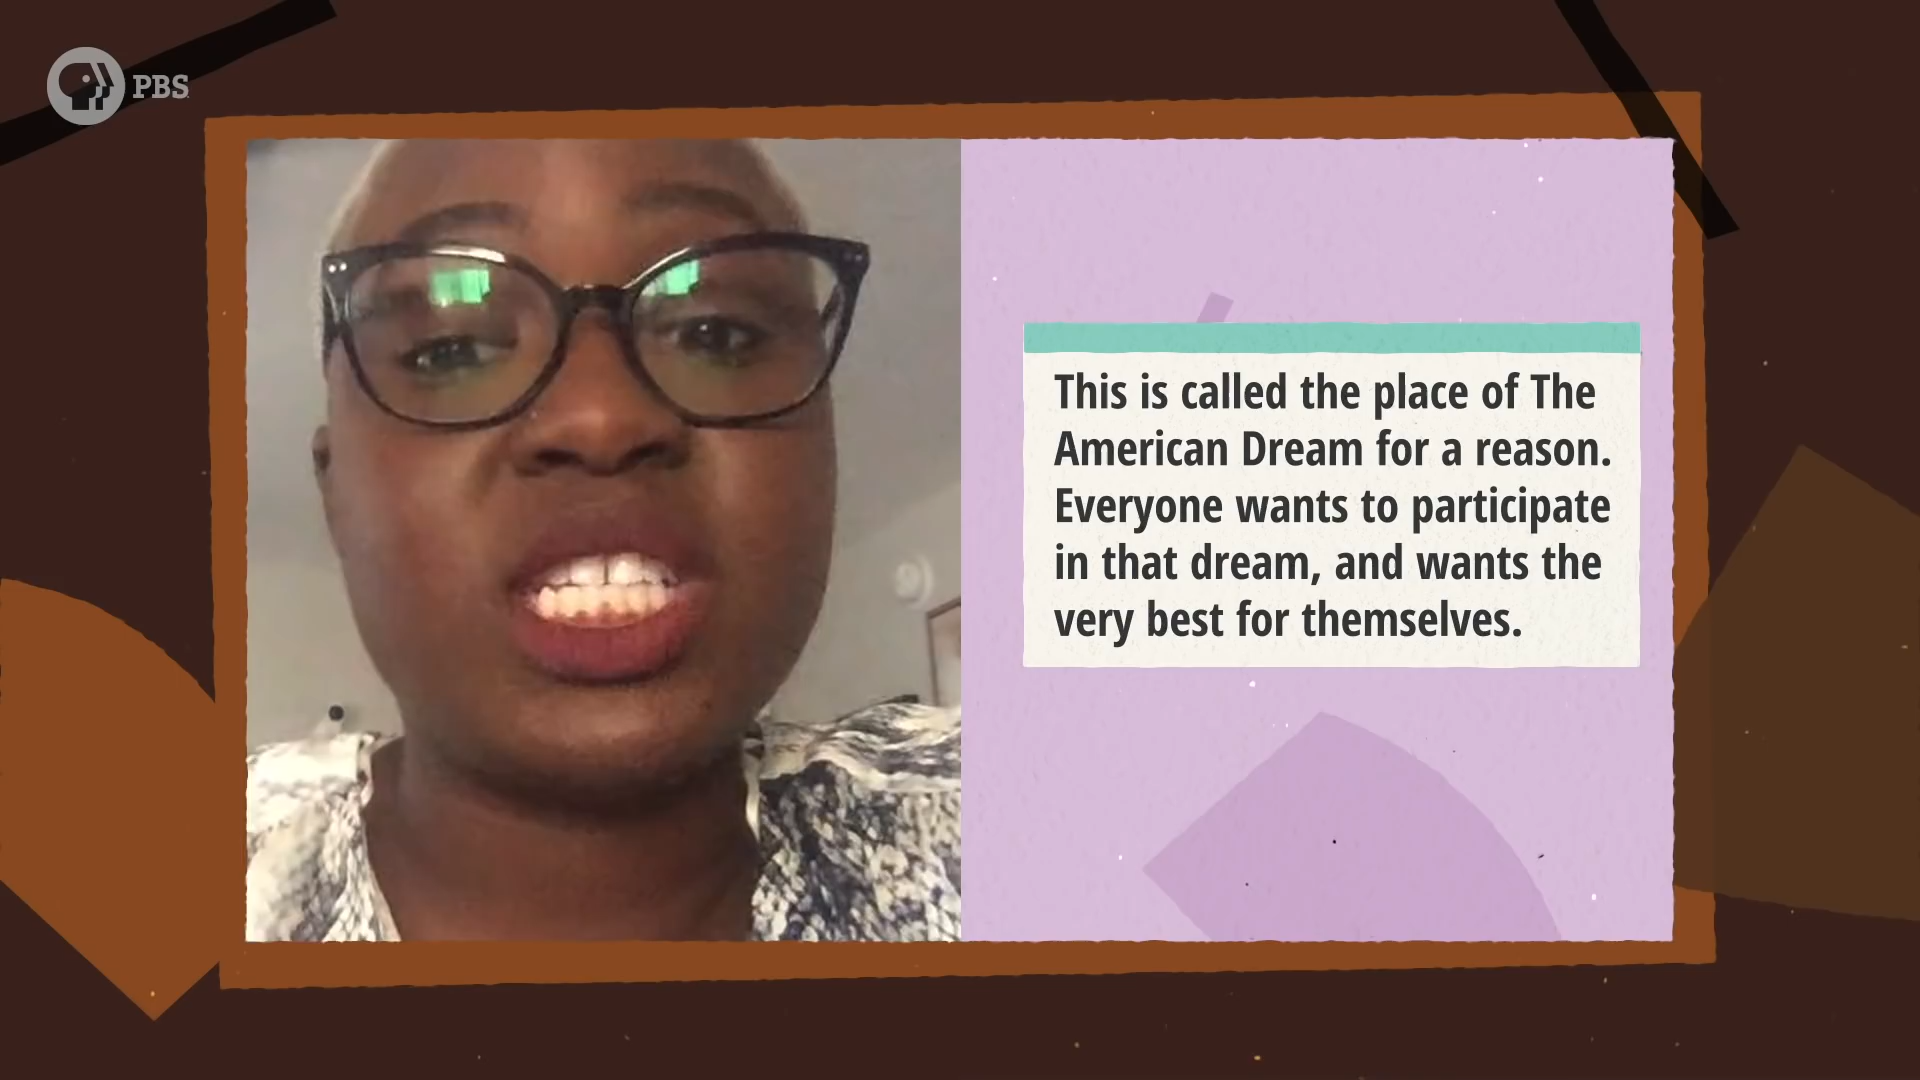 PBS
This is called the place of The
American Dream for a reason.
Everyone wants to participate
in that dream, and wants the
very best for themselves.